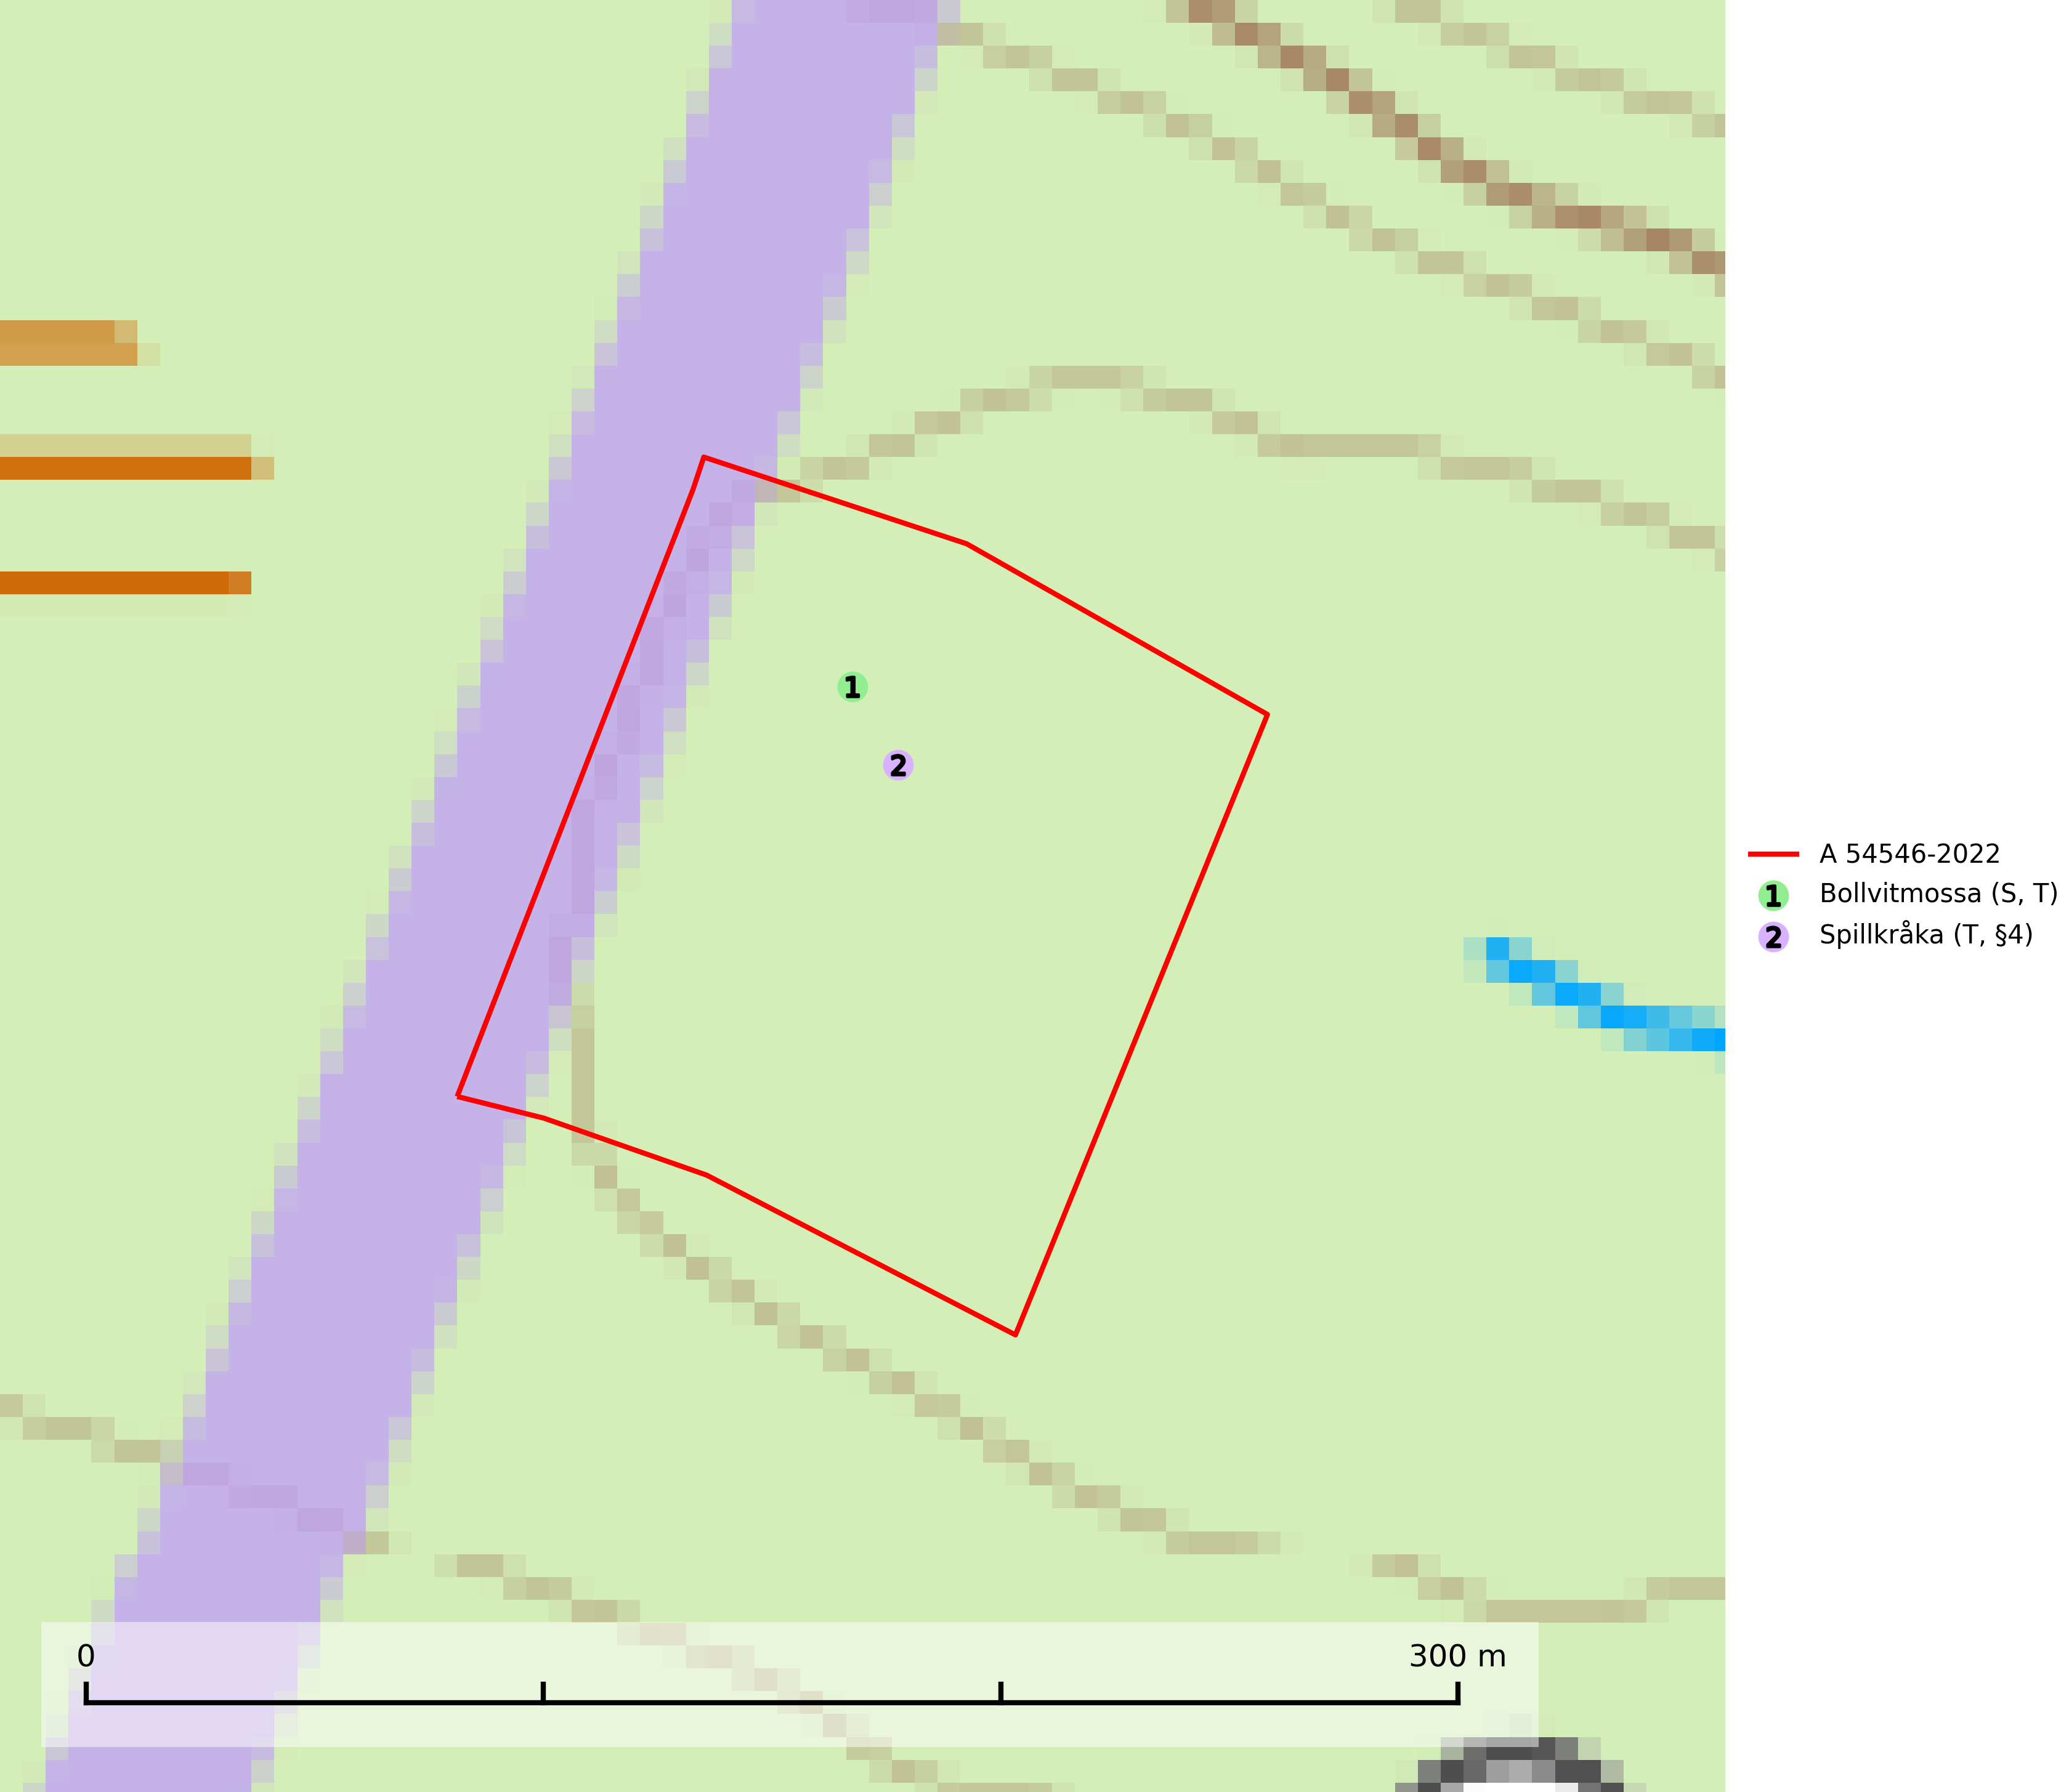 1
2
A 54546-2022
1 Bollvitmossa (S, T)
2 Spillkråka (T, §4)
0 300 m